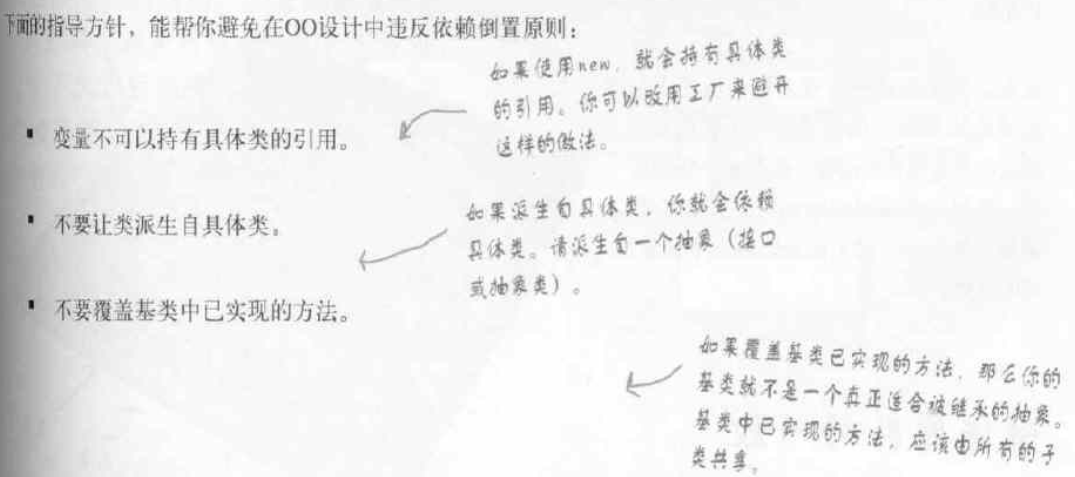 下面的指导方针，能帮你避免在OO设计中违反依赖倒置原则：
如果使用new，就会持有具体类
的引用。你可以改用工厂来避开
这样的做法。
▪ 变量不可以持有具体类的引用。
如果派生自具体类，你就会依赖
具体类。请派生自一个抽象（接口
或抽象类）。
▪ 不要让类派生自具体类。
▪ 不要覆盖基类中已实现的方法。
如果覆盖基类已实现的方法，那么你的
基类就不是一个真正适合被继承的抽象。
基类中已实现的方法，应该由所有的子
类共享。